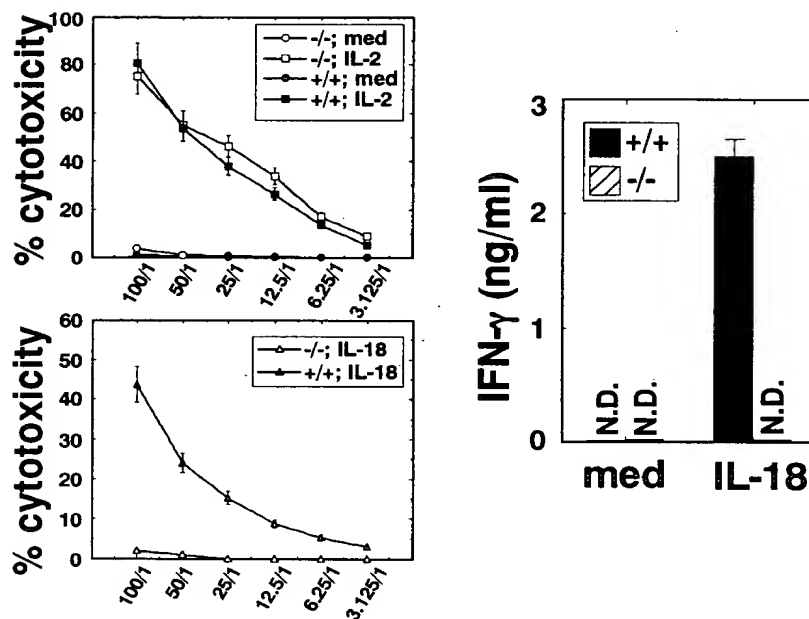 % cytotoxicity
100
80
60
40
20
0
-/-; med
-/-; IL-2
+/+; med
+/+; IL-2
100/1
50/1
25/1
12.5/1
6.25/1
3.125/1
% cytotoxicity
60
50
40
30
20
10
0
-/-; IL-18
+/+; IL-18
100/1
50/1
25/1
12.5/1
6.25/1
3.125/1
IFN-γ (ng/ml)
3
2
1
0
+/+
-/-
N.D.
N.D.
N.D.
med IL-18